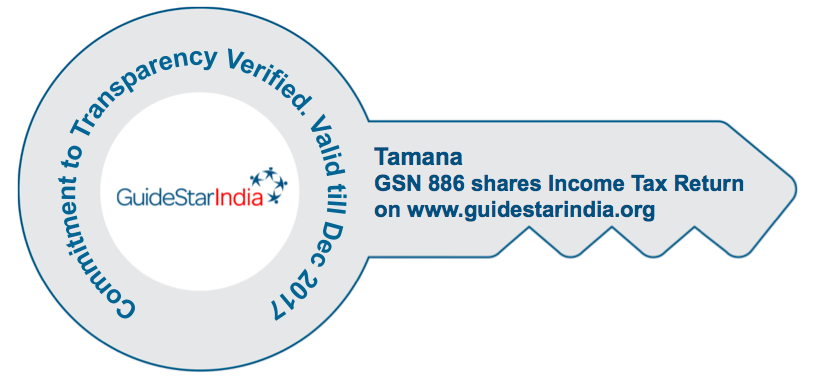 Commitment to Transparency Verified. Valid till Dec 2017
GuideStarIndia
Tamana
GSN 886 shares Income Tax Return
on www.guidestarindia.org